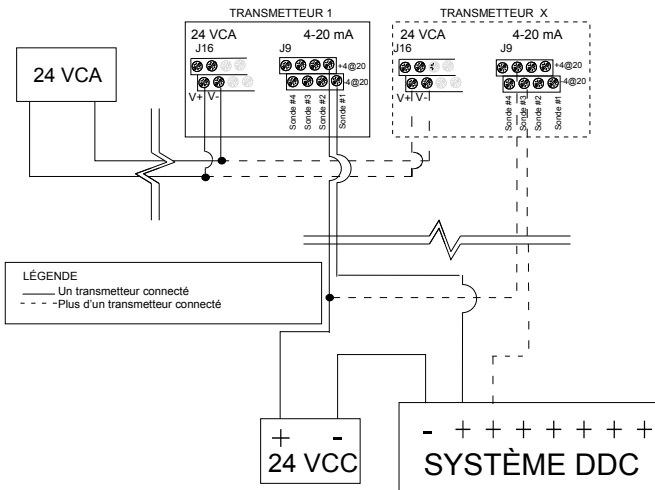 TRANSMETTEUR 1
24 VCA
4-20 mA
J16
J9
+4@20
-4@20
V+
V-
Sonde #4
Sonde #3
Sonde #2
Sonde #1
TRANSMETTEUR X
24 VCA
4-20 mA
J16
J9
+4@20
-4@20
V+
V-
Sonde #4
Sonde #3
Sonde #2
Sonde #1
24 VCA
LÉGENDE
Un transmetteur connecté
Plus d'un transmetteur connecté
+ -
24 VCC
- + + + + + + +
SYSTÈME DDC